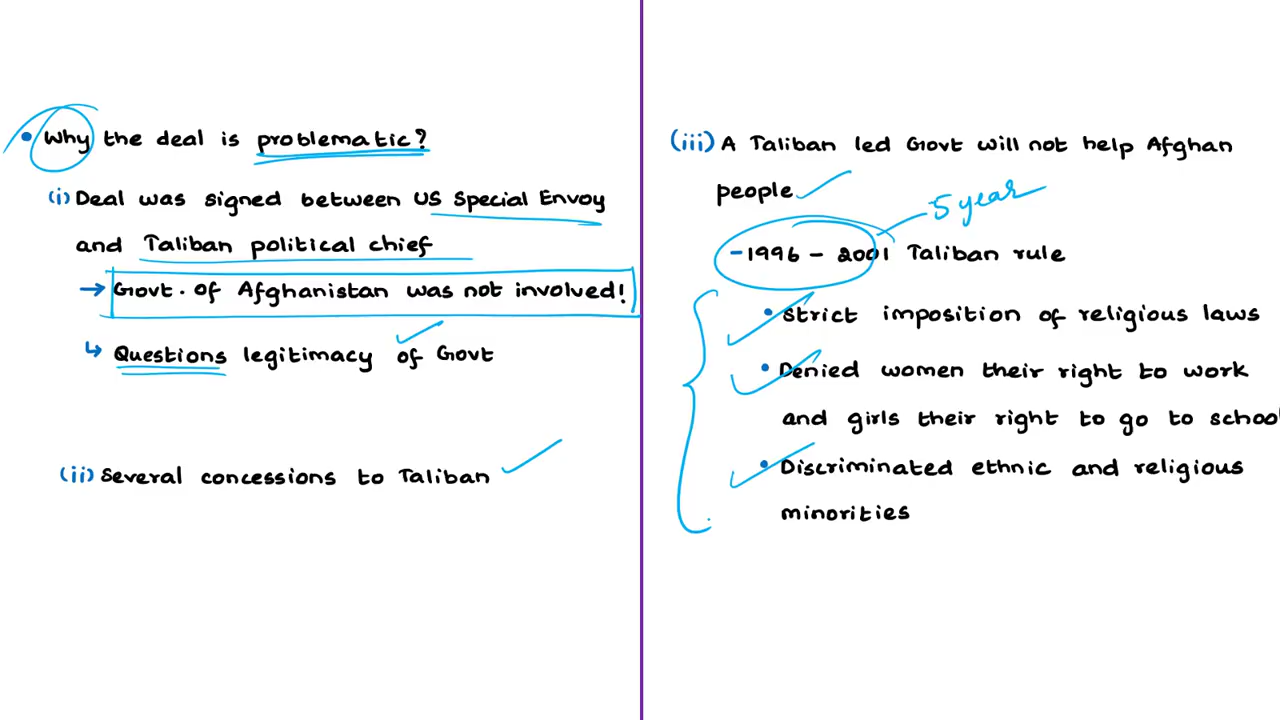 • Why the deal is problematic?
(i) Deal was signed between US Special Envoy
and Taliban political chief
→ Govt. of Afghanistan was not involved!
↳ Questions legitimacy of Govt
(ii) Several concessions to Taliban
(iii) A Taliban led Govt will not help Afghan
people
5 year
- 1996 - 2001 Taliban rule
• Strict imposition of religious laws
• Denied women their right to work
and girls their right to go to school
• Discriminated ethnic and religious
minorities